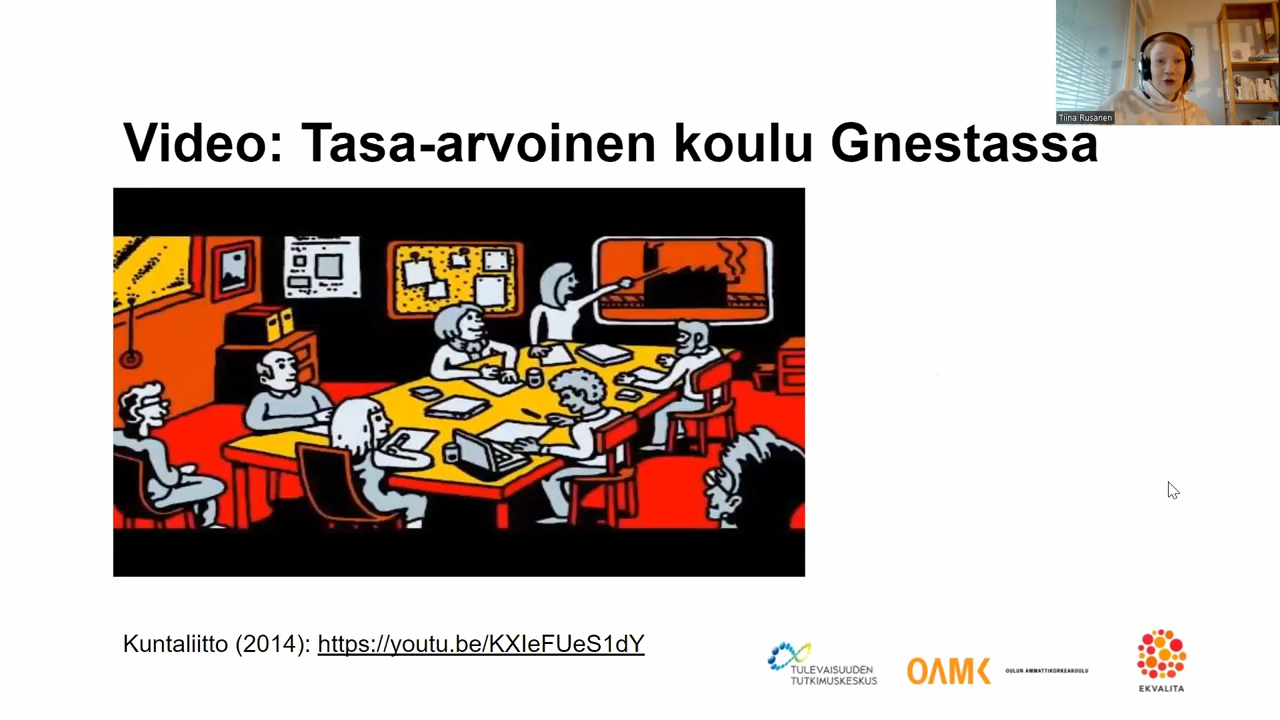 Tiina Rusanen
Video: Tasa-arvoinen koulu Gnestassa
Kuntaliitto (2014): https://youtu.be/KXIeFUeS1dY
TULEVAISUUDEN
TUTKIMUSKESKUS
OAMK
OULUN AMMATTIKORKEAKOULU
EKVALITA